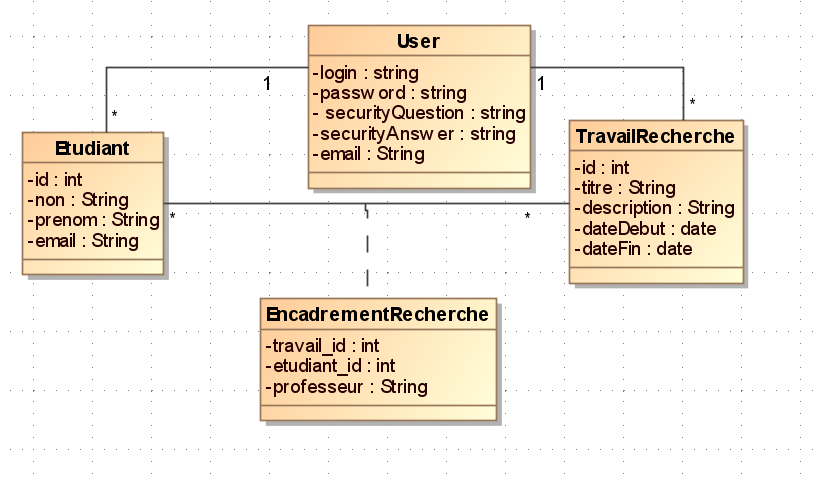 User
-login : string
-password : string
- securityQuestion : string
-securityAnswer : string
-email : String
1
1
*
*
Etudiant
-id : int
-non : String
-prenom : String
-email : String
TravailRecherche
-id : int
-titre : String
-description : String
-dateDebut : date
-dateFin : date
*
*
EncadrementRecherche
-travail_id : int
-etudiant_id : int
-professeur : String